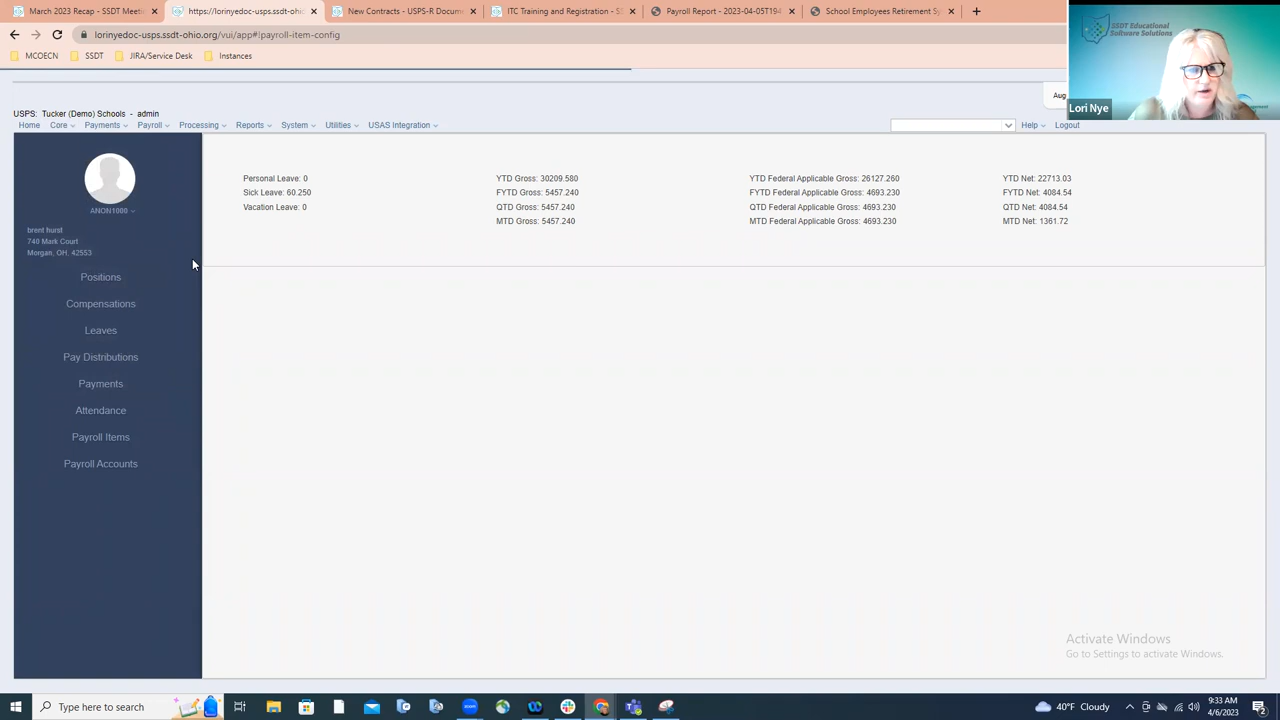 SSDT Payroll Meetin
https://lorinyedoc-usps.ssdt-ohi
New Contracts - USPS-R Docum
ITC Training and Registration - SS
Payroll Report - 2023-04-05T194
School Employees Retirement Sy
lorinyedoc-usps.ssdt-ohio.org/vui/app#!payroll-item-config
MCOECN
SSDT
JIRA/Service Desk
Instances
SSDT Educational
Software Solutions
Lori Nye
Aug
USPS: Tucker (Demo) Schools - admin
Home Core Payments Payroll Processing Reports System Utilities USAS Integration Help Logout
ANON1000
brent hurst
740 Mark Court
Morgan, OH. 42553
Positions
Compensations
Leaves
Pay Distributions
Payments
Attendance
Payroll Items
Payroll Accounts
Personal Leave: 0
Sick Leave: 60.250
Vacation Leave: 0
YTD Gross: 30209.580
FYTD Gross: 5457.240
QTD Gross: 5457.240
MTD Gross: 5457.240
YTD Federal Applicable Gross: 26127.260
FYTD Federal Applicable Gross: 4693.230
QTD Federal Applicable Gross: 4693.230
MTD Federal Applicable Gross: 4693.230
YTD Net: 22713.03
FYTD Net: 4084.54
QTD Net: 4084.54
MTD Net: 1361.72
Activate Windows
Go to Settings to activate Windows.
Type here to search
40°F Cloudy
9:33 AM
4/6/2023
2